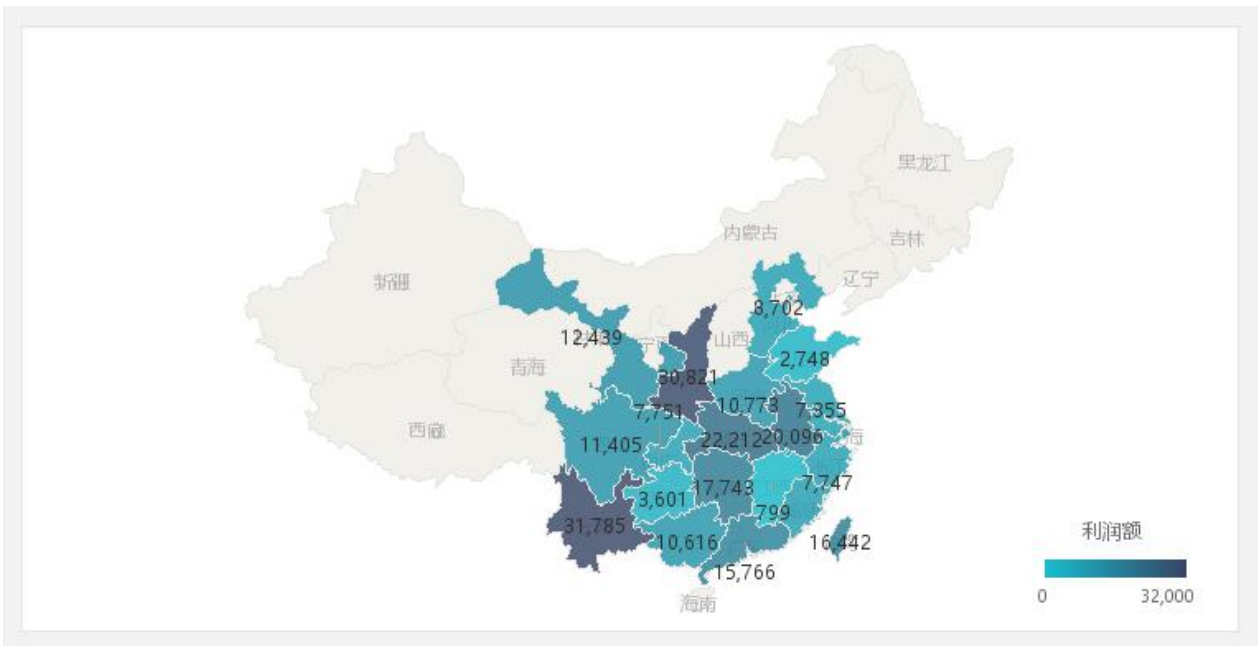 黑龙江
内蒙古
吉林
新疆
辽宁
8,702
12,439
宁
山西
青海
2,748
30,821
7,751
10,773
7,355
西藏
11,405
22,212
20,096
海
3,601
17,743
7,747
799
31,785
10,616
16,442
15,766
海南
利润额
0
32,000